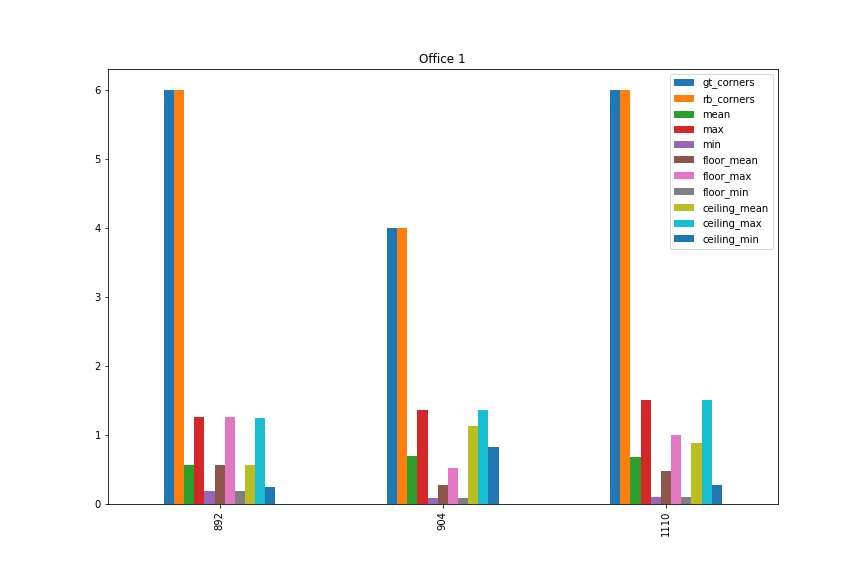 Office 1
gt_corners
rb_corners
mean
max
min
floor_mean
floor_max
floor_min
ceiling_mean
ceiling_max
ceiling_min
6
5
4
3
2
1
0
892
904
1110